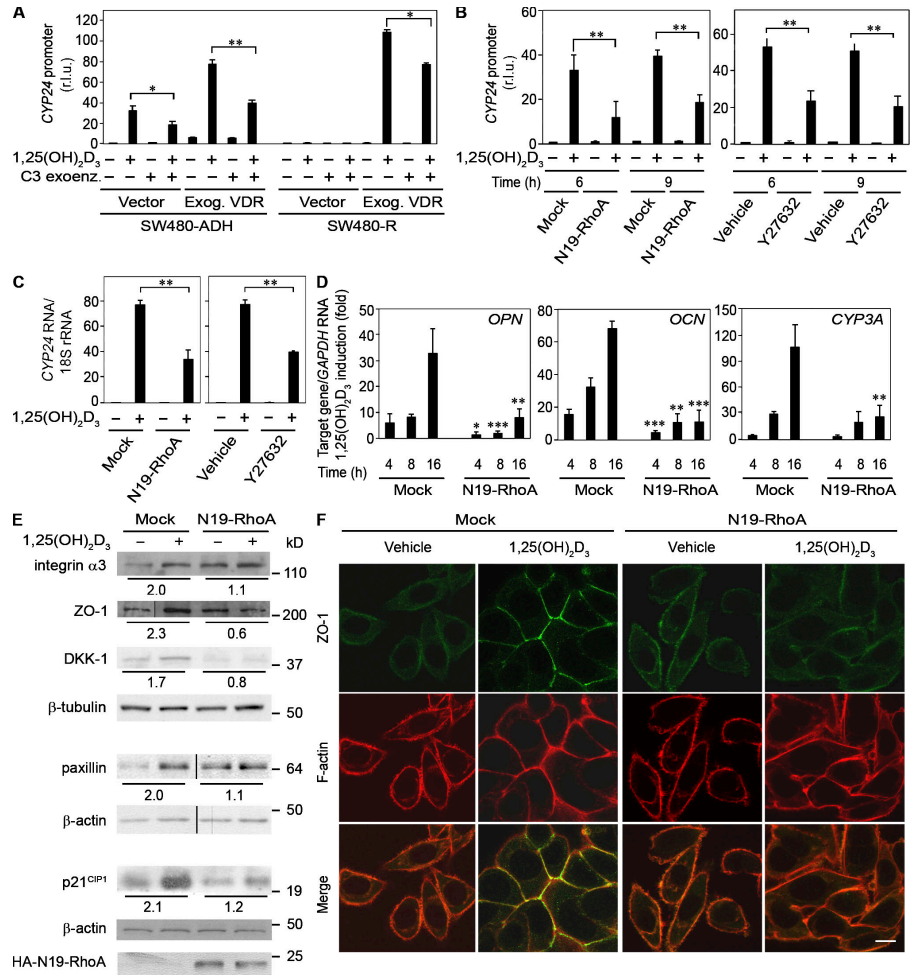 A
CYP24 promoter
(r.l.u.)
120
100
80
60
40
20
0
* ** *
1,25(OH)2D3 – + – + – + – + – + – + – + – +
C3 exoenz. – – + + – – + + – – + + – – + +
Vector Exog. VDR Vector Exog. VDR
SW480-ADH SW480-R
B
CYP24 promoter
(r.l.u.)
60
40
20
0
** **
60
40
20
0
** **
1,25(OH)2D3 – + – + – + – + – + – + – + – +
Time (h) 6 9 6 9
Mock N19-RhoA Mock N19-RhoA Vehicle Y27632 Vehicle Y27632
C
CYP24 RNA/
18S rRNA
80
60
40
20
0
** **
1,25(OH)2D3 – + – + – + – +
Mock N19-RhoA Vehicle Y27632
D
Target gene/GAPDH RNA
1,25(OH)2D3 induction (fold)
OPN
50
40
30
20
10
0
* *** **
OCN
80
60
40
20
0
*** ** ***
CYP3A
150
120
90
60
30
0
**
Time (h) 4 8 16 4 8 16 4 8 16 4 8 16 4 8 16 4 8 16
Mock N19-RhoA Mock N19-RhoA Mock N19-RhoA
E
Mock N19-RhoA
1,25(OH)2D3 – + – + kD
integrin α3 110
2.0 1.1
ZO-1 200
2.3 0.6
DKK-1 37
1.7 0.8
β-tubulin 50
paxillin 64
2.0 1.1
β-actin 50
p21CIP1 19
2.1 1.2
β-actin 50
HA-N19-RhoA 25
F
Mock N19-RhoA
Vehicle 1,25(OH)2D3 Vehicle 1,25(OH)2D3
ZO-1
F-actin
Merge